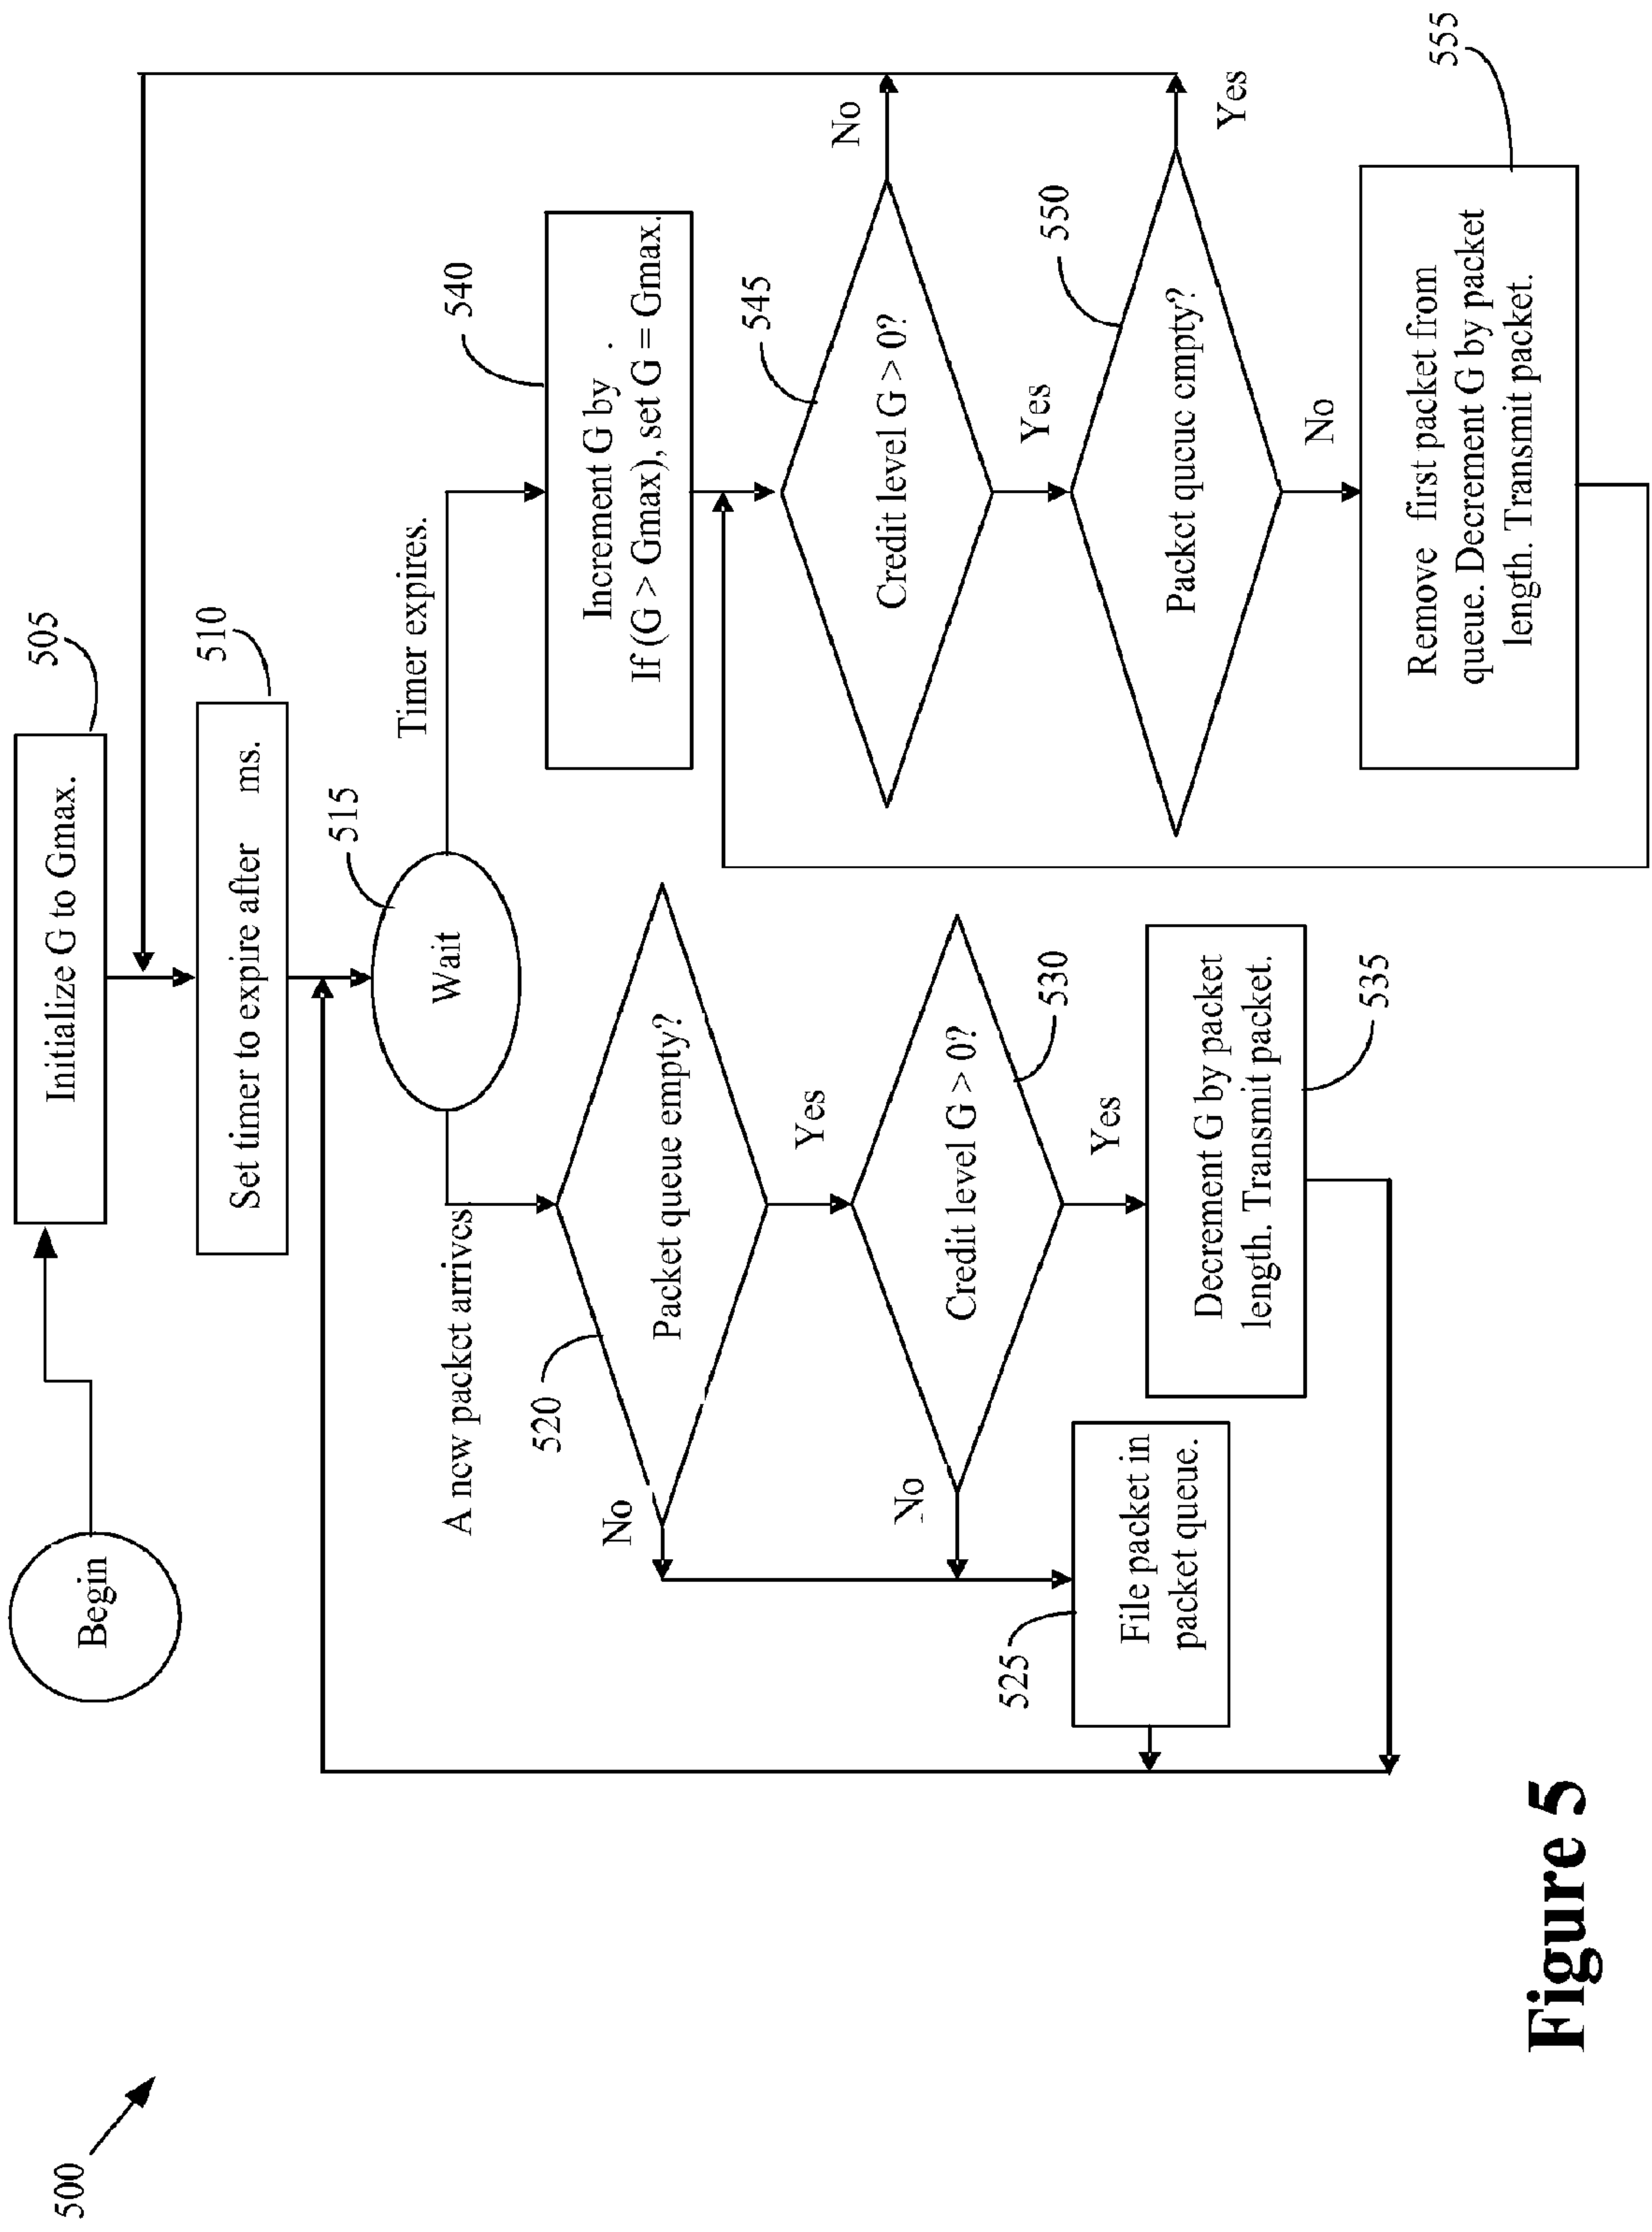 500
Begin
Initialize G to Gmax.
505
Set timer to expire after ms.
510
Wait
515
A new packet arrives
Timer expires.
520
Packet queue empty?
No
Yes
Credit level G > 0?
530
No
Yes
525
File packet in
packet queue.
Decrement G by packet
length. Transmit packet.
535
540
Increment G by .
If (G > Gmax), set G = Gmax.
545
Credit level G > 0?
No
Yes
550
Packet queue empty?
Yes
No
Remove first packet from
queue. Decrement G by packet
length. Transmit packet.
555
Figure 5